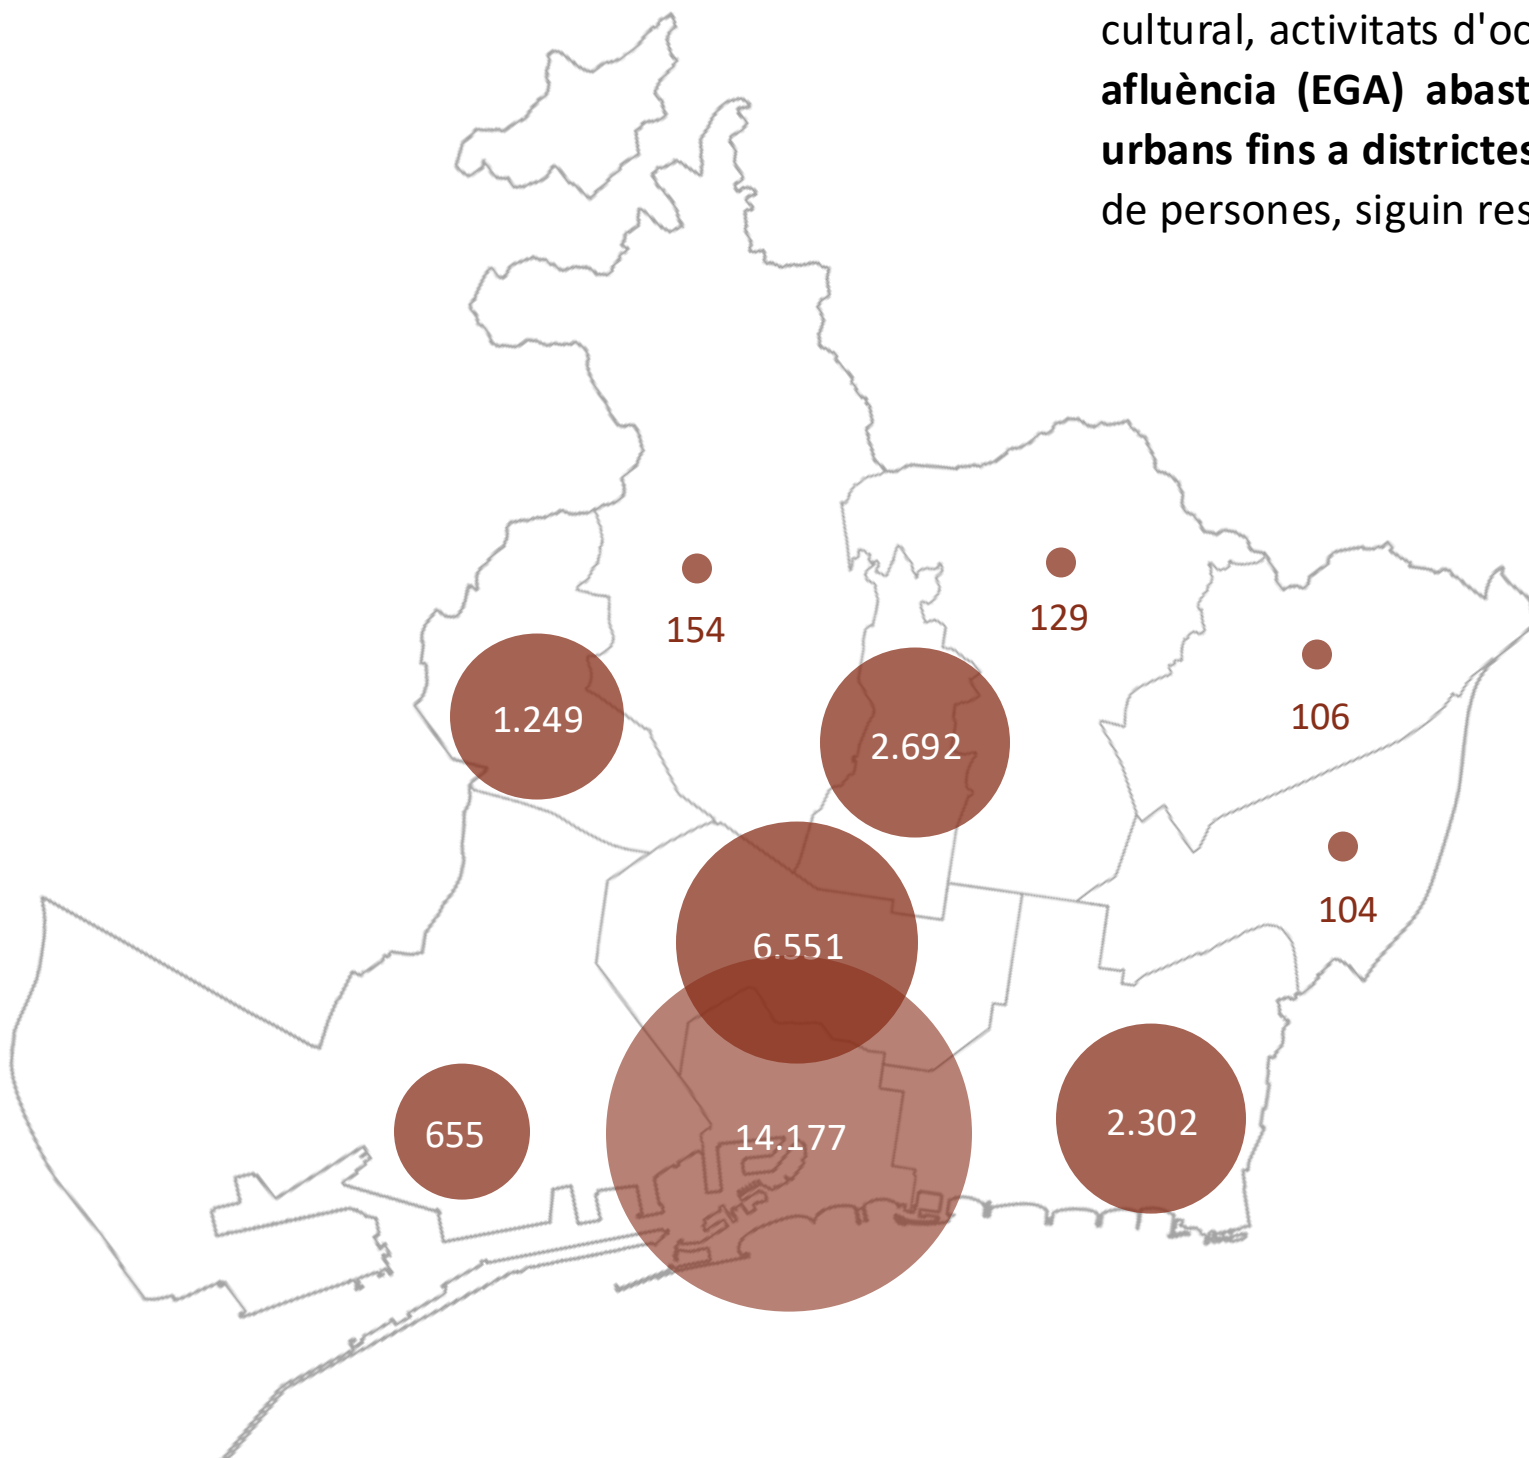 cultural, activitats d'oc
afluència (EGA) abast
urbans fins a districtes
de persones, siguin res
154
129
106
1.249
2.692
104
6.551
655
14.177
2.302